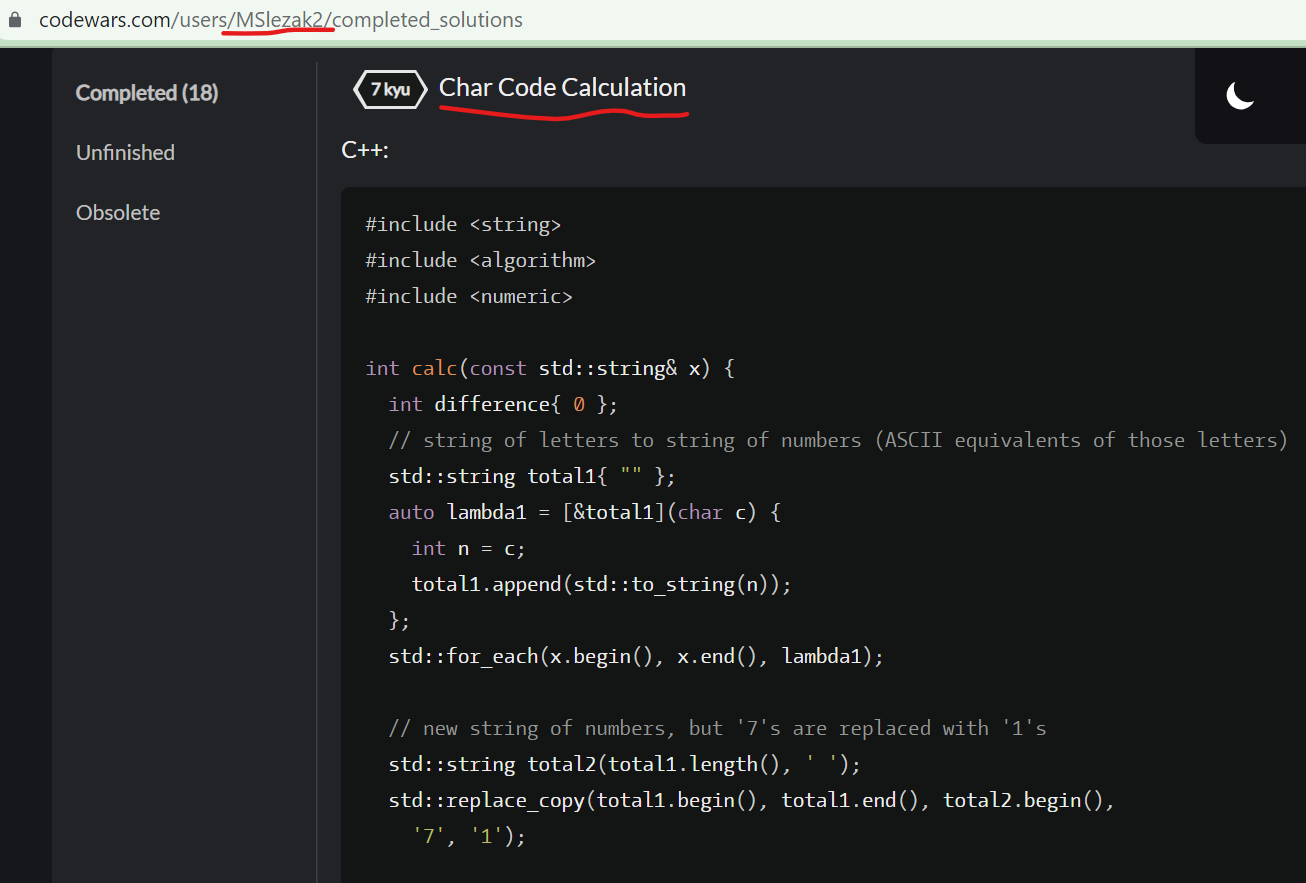 codewars.com/users/MSlezak2/completed_solutions
Completed (18)
Unfinished
Obsolete
7 kyu Char Code Calculation
C++:
#include <string>
#include <algorithm>
#include <numeric>
int calc(const std::string& x) {
  int difference{ 0 };
  // string of letters to string of numbers (ASCII equivalents of those letters)
  std::string total1{ "" };
  auto lambda1 = [&total1](char c) {
    int n = c;
    total1.append(std::to_string(n));
  };
  std::for_each(x.begin(), x.end(), lambda1);
  // new string of numbers, but '7's are replaced with '1's
  std::string total2(total1.length(), ' ');
  std::replace_copy(total1.begin(), total1.end(), total2.begin(),
    '7', '1');